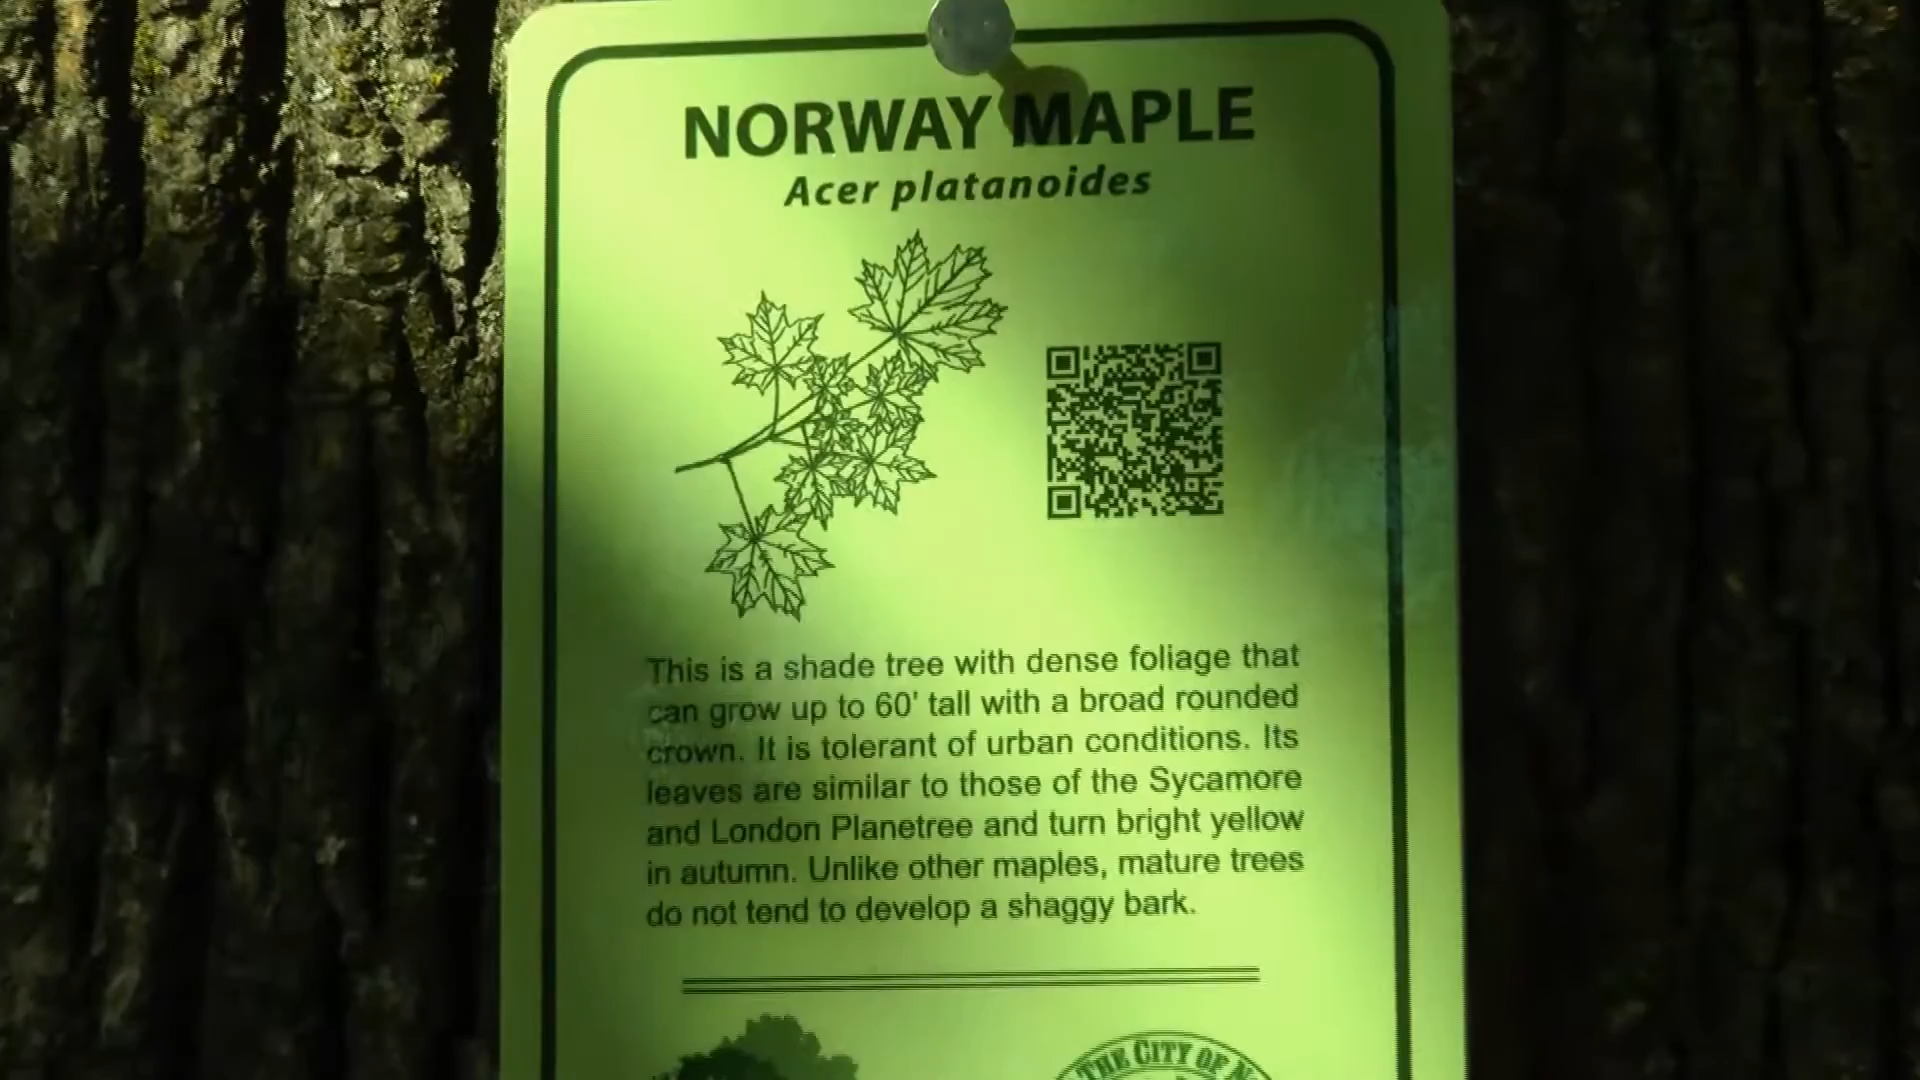 NORWAY MAPLE
Acer platanoides
This is a shade tree with dense foliage that
can grow up to 60' tall with a broad rounded
crown. It is tolerant of urban conditions. Its
leaves are similar to those of the Sycamore
and London Planetree and turn bright yellow
in autumn. Unlike other maples, mature trees
do not tend to develop a shaggy bark.
THE CITY OF